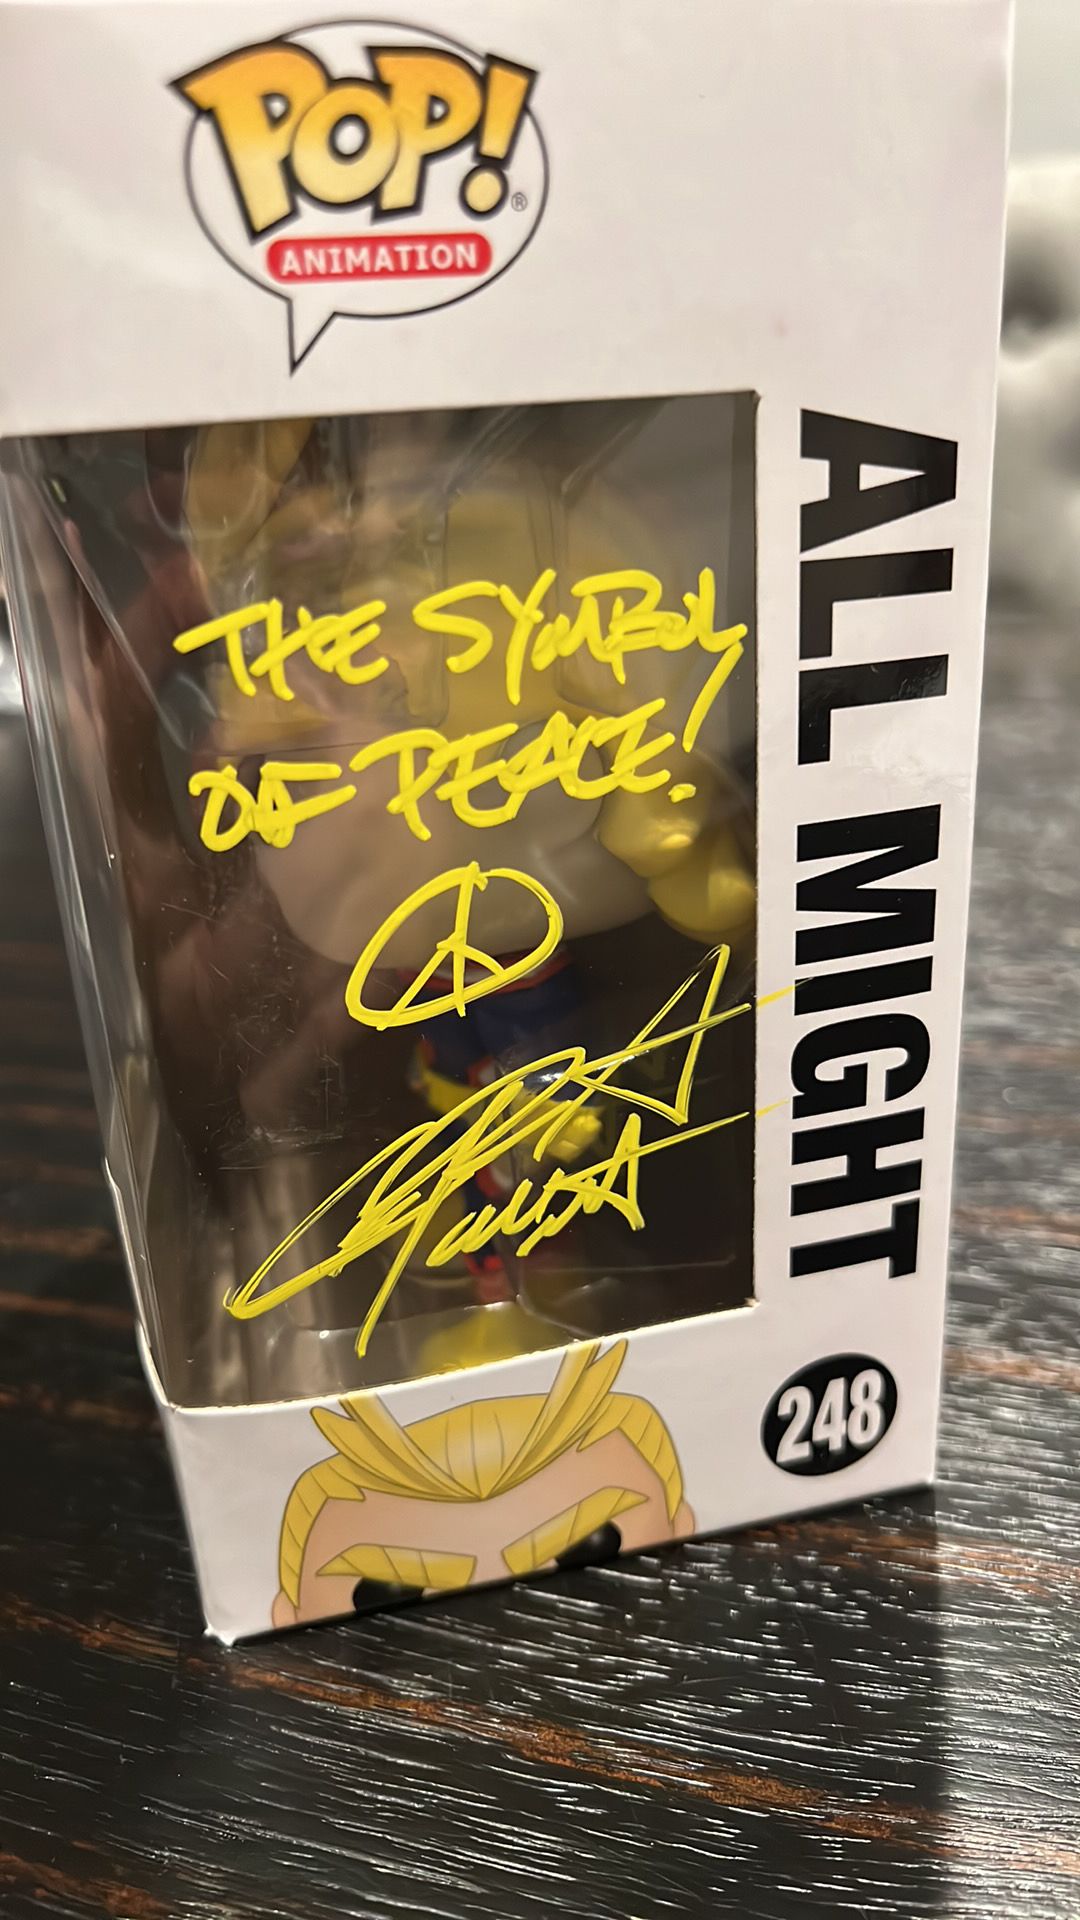 POP!®
ANIMATION
THE SYMBOL
OF PEACE!
ALL MIGHT
248